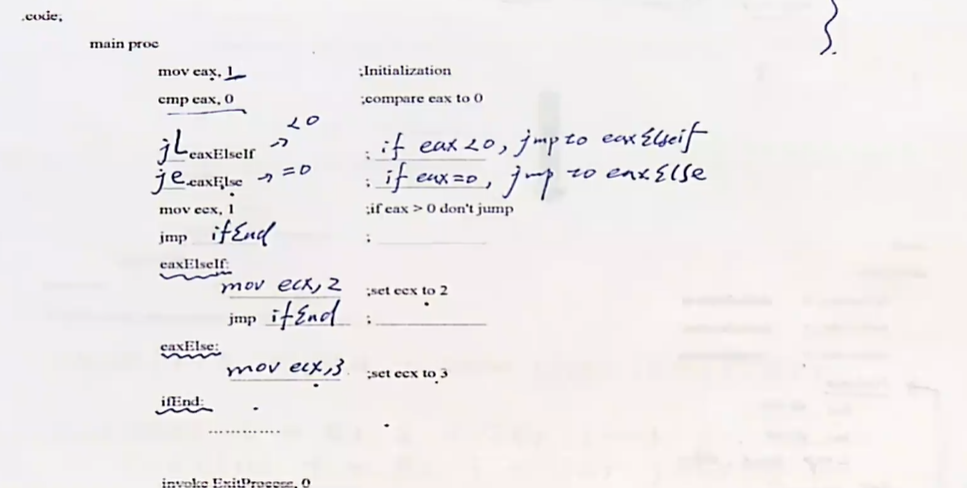 .code;
main proc
mov eax, 1 ;Initialization
cmp eax, 0 ;compare eax to 0
<0
jL eaxElseIf → ; if eax <0, jmp to eaxElseif
je eaxElse → =0 ; if eax =0, jmp to eaxElse
mov ecx, 1 ;if eax > 0 don't jump
jmp ifEnd ;
eaxElseIf:
mov ecx, 2 ;set ecx to 2
jmp ifEnd ;
eaxElse:
mov ecx,3 ;set ecx to 3
ifEnd:
.............
invoke ExitProcess, 0